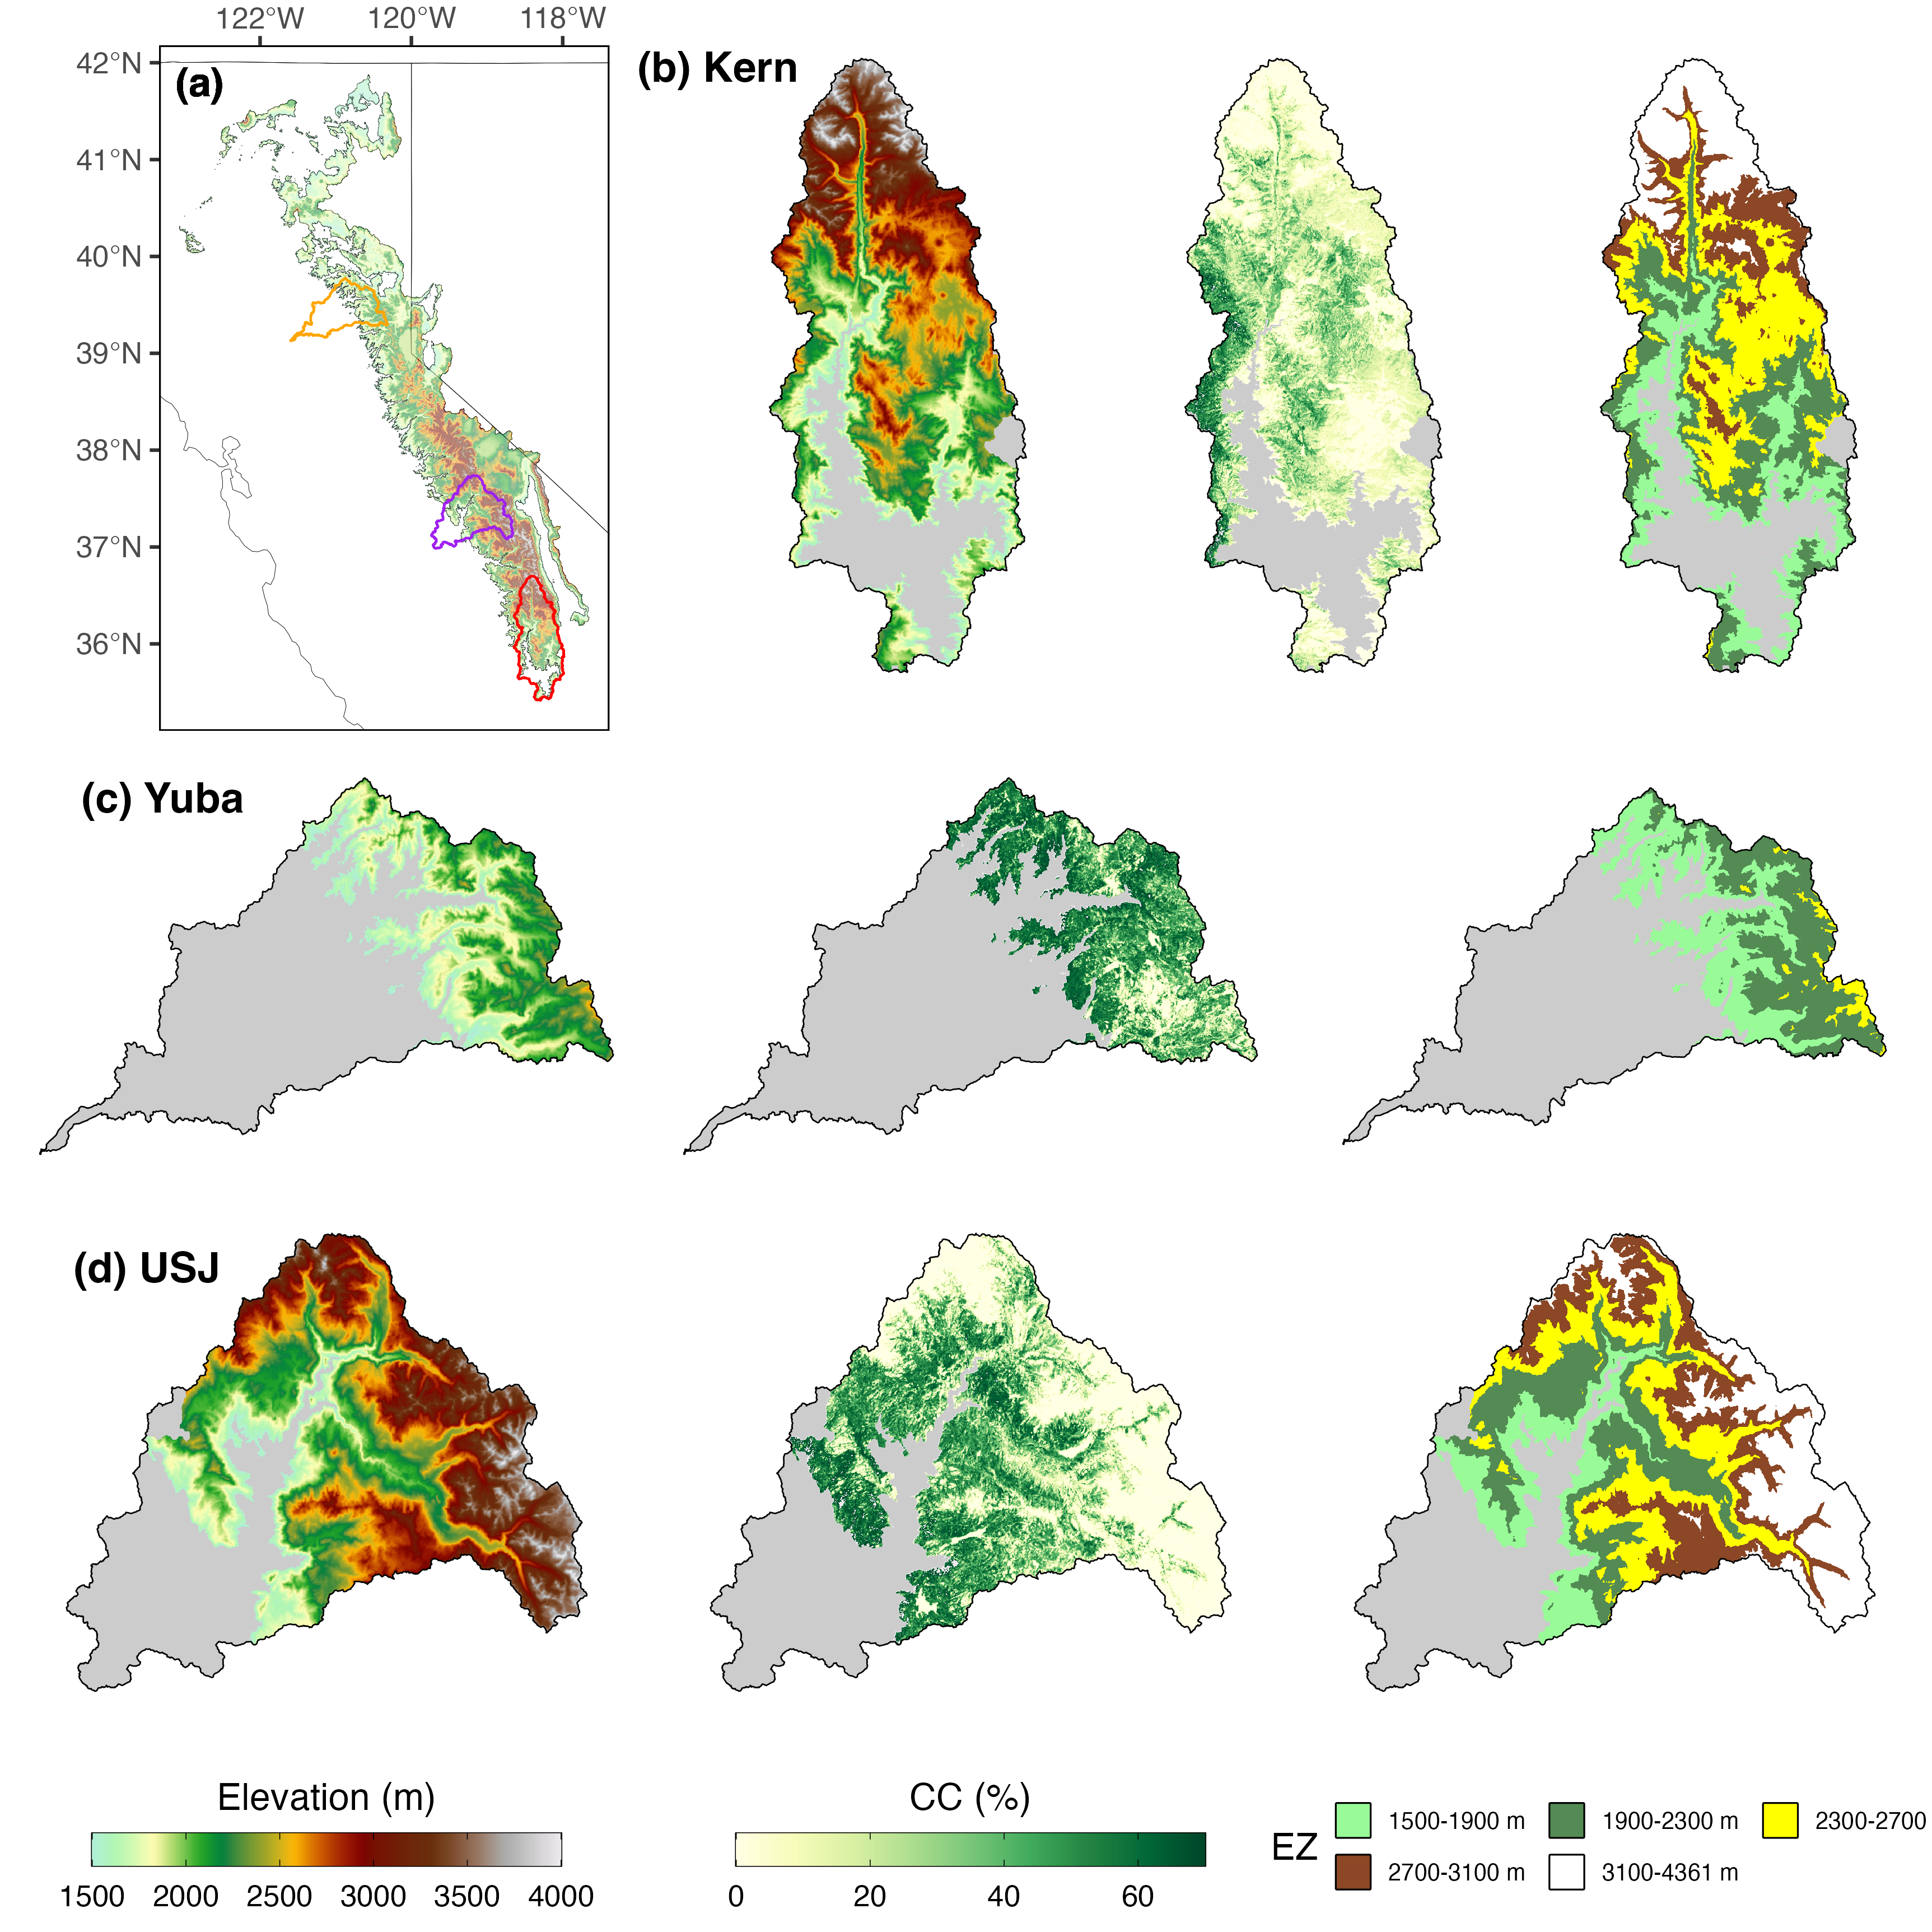 122°W 120°W 118°W
42°N
41°N
40°N
39°N
38°N
37°N
36°N
(a)
(b) Kern
(c) Yuba
(d) USJ
Elevation (m)
1500 2000 2500 3000 3500 4000
CC (%)
0 20 40 60
EZ
1500-1900 m 1900-2300 m 2300-2700
2700-3100 m 3100-4361 m